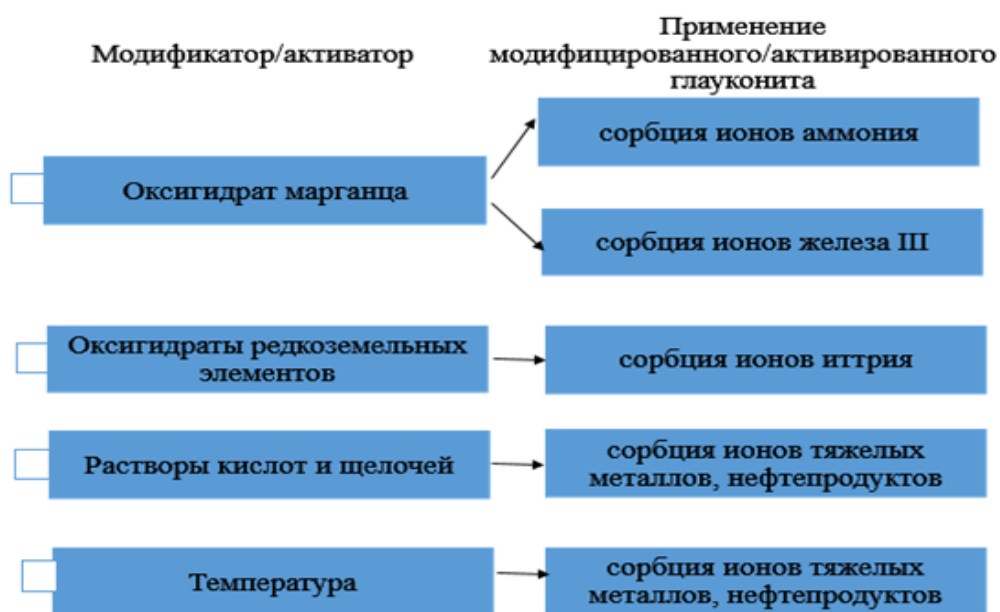 Модификатор/активатор
Применение
модифицированного/активированного
глауконита
Оксигидрат марганца
сорбция ионов аммония
сорбция ионов железа III
Оксигидраты редкоземельных
элементов
сорбция ионов иттрия
Растворы кислот и щелочей
сорбция ионов тяжелых
металлов, нефтепродуктов
Температура
сорбция ионов тяжелых
металлов, нефтепродуктов